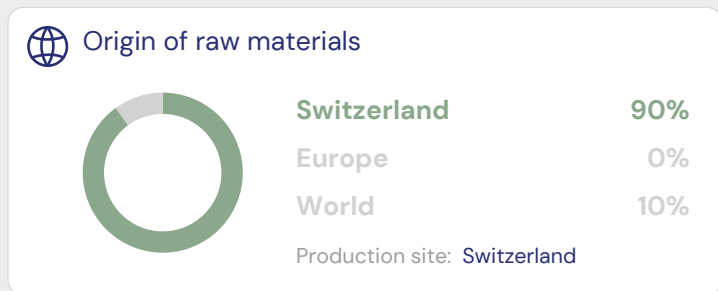 Origin of raw materials
Switzerland 90%
Europe 0%
World 10%
Production site: Switzerland